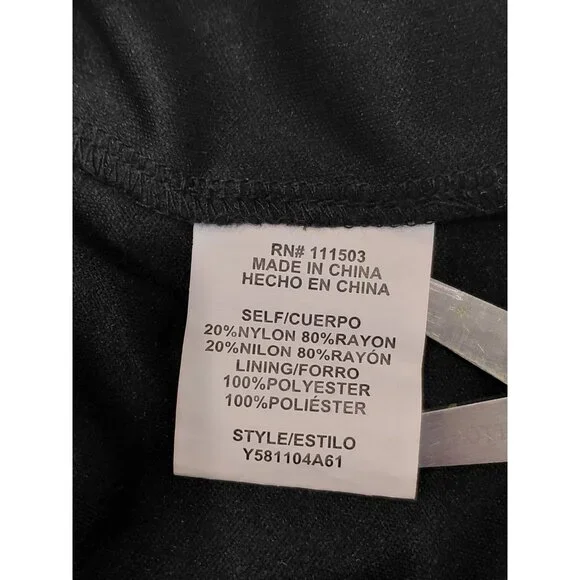 RN# 111503
MADE IN CHINA
HECHO EN CHINA
SELF/CUERPO
20%NYLON 80%RAYON
20%NILON 80%RAYÓN
LINING/FORRO
100%POLYESTER
100%POLIÉSTER
STYLE/ESTILO
Y581104A61